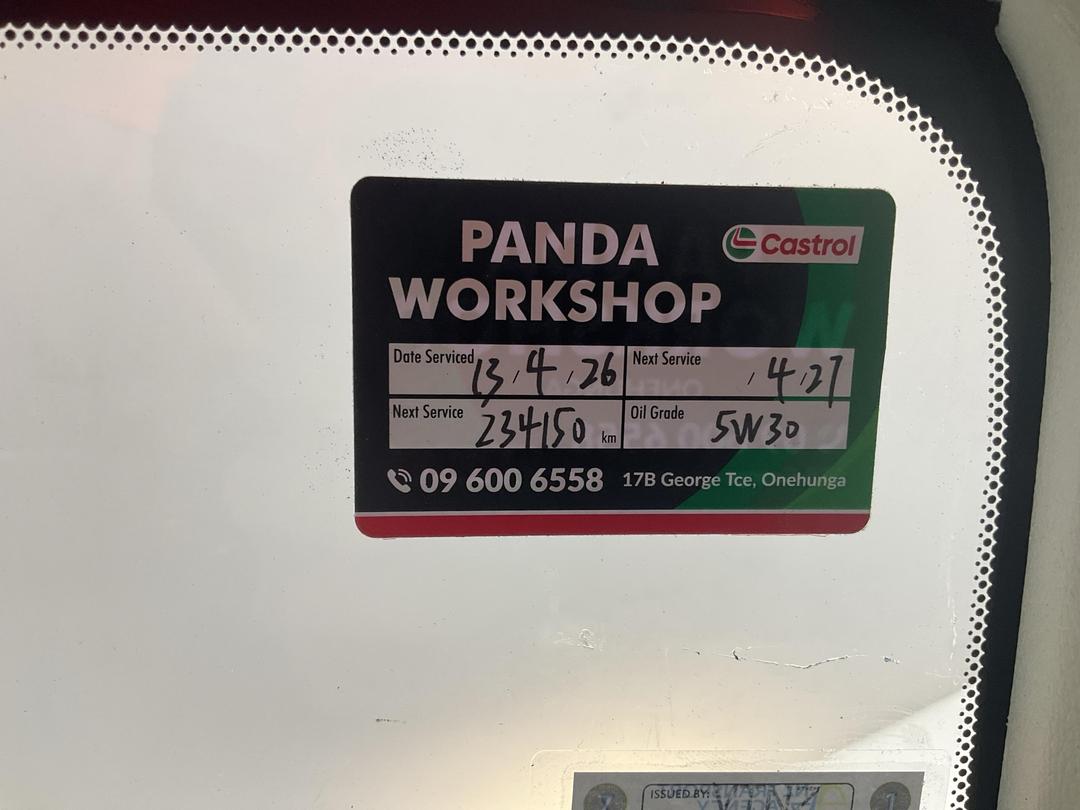 PANDA
WORKSHOP
Castrol
Date Serviced 13/4/26 Next Service /4/27
Next Service 234150 km Oil Grade 5W30
09 600 6558 17B George Tce, Onehunga
ISSUED BY: